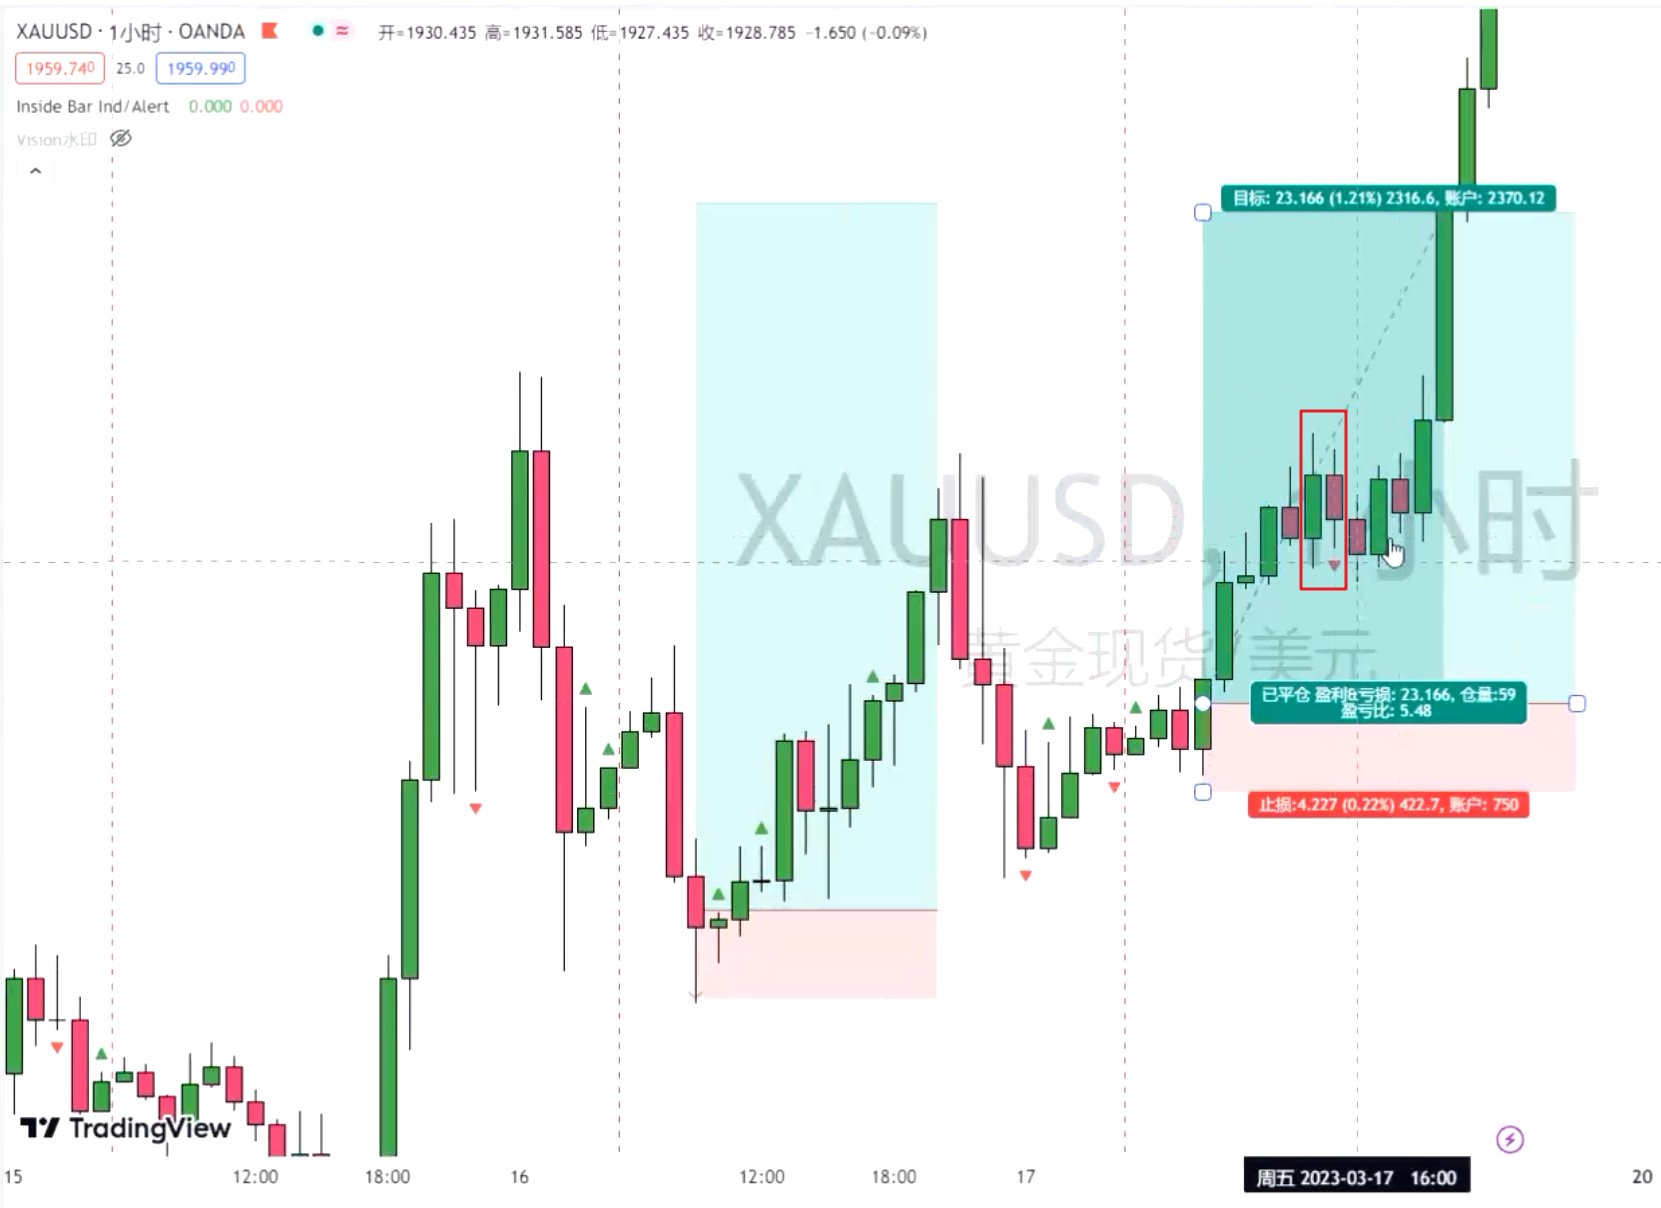 XAUUSD · 1小时 · OANDA 开=1930.435 高=1931.585 低=1927.435 收=1928.785 −1.650 (−0.09%)
1959.740 25.0 1959.990
Inside Bar Ind/Alert 0.000 0.000
Vision水印
目标: 23.166 (1.21%) 2316.6, 账户: 2370.12
XAUUSD, 1小时
黄金现货/美元
已平仓 盈利&亏损: 23.166, 仓量:59
盈亏比: 5.48
止损:4.227 (0.22%) 422.7, 账户: 750
TradingView
15 12:00 18:00 16 12:00 18:00 17 周五 2023-03-17 16:00 20